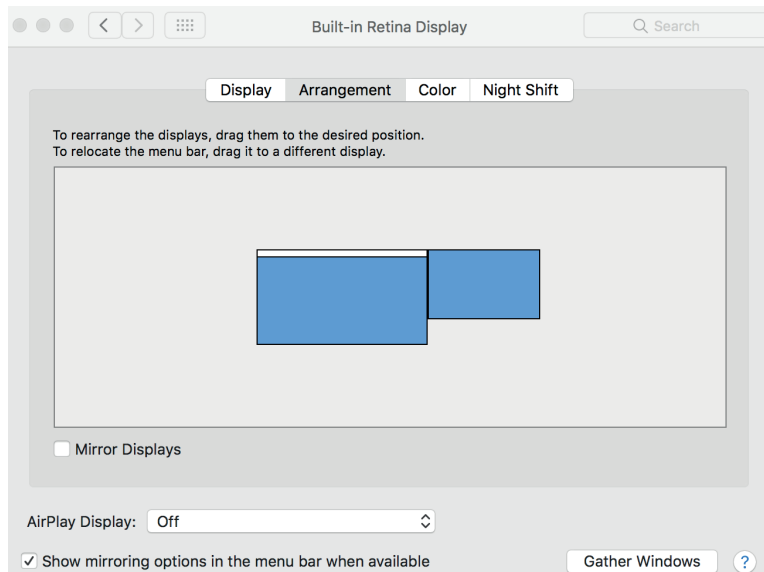 Built-in Retina Display
Search
Display Arrangement Color Night Shift
To rearrange the displays, drag them to the desired position.
To relocate the menu bar, drag it to a different display.
Mirror Displays
AirPlay Display: Off
Show mirroring options in the menu bar when available
Gather Windows ?